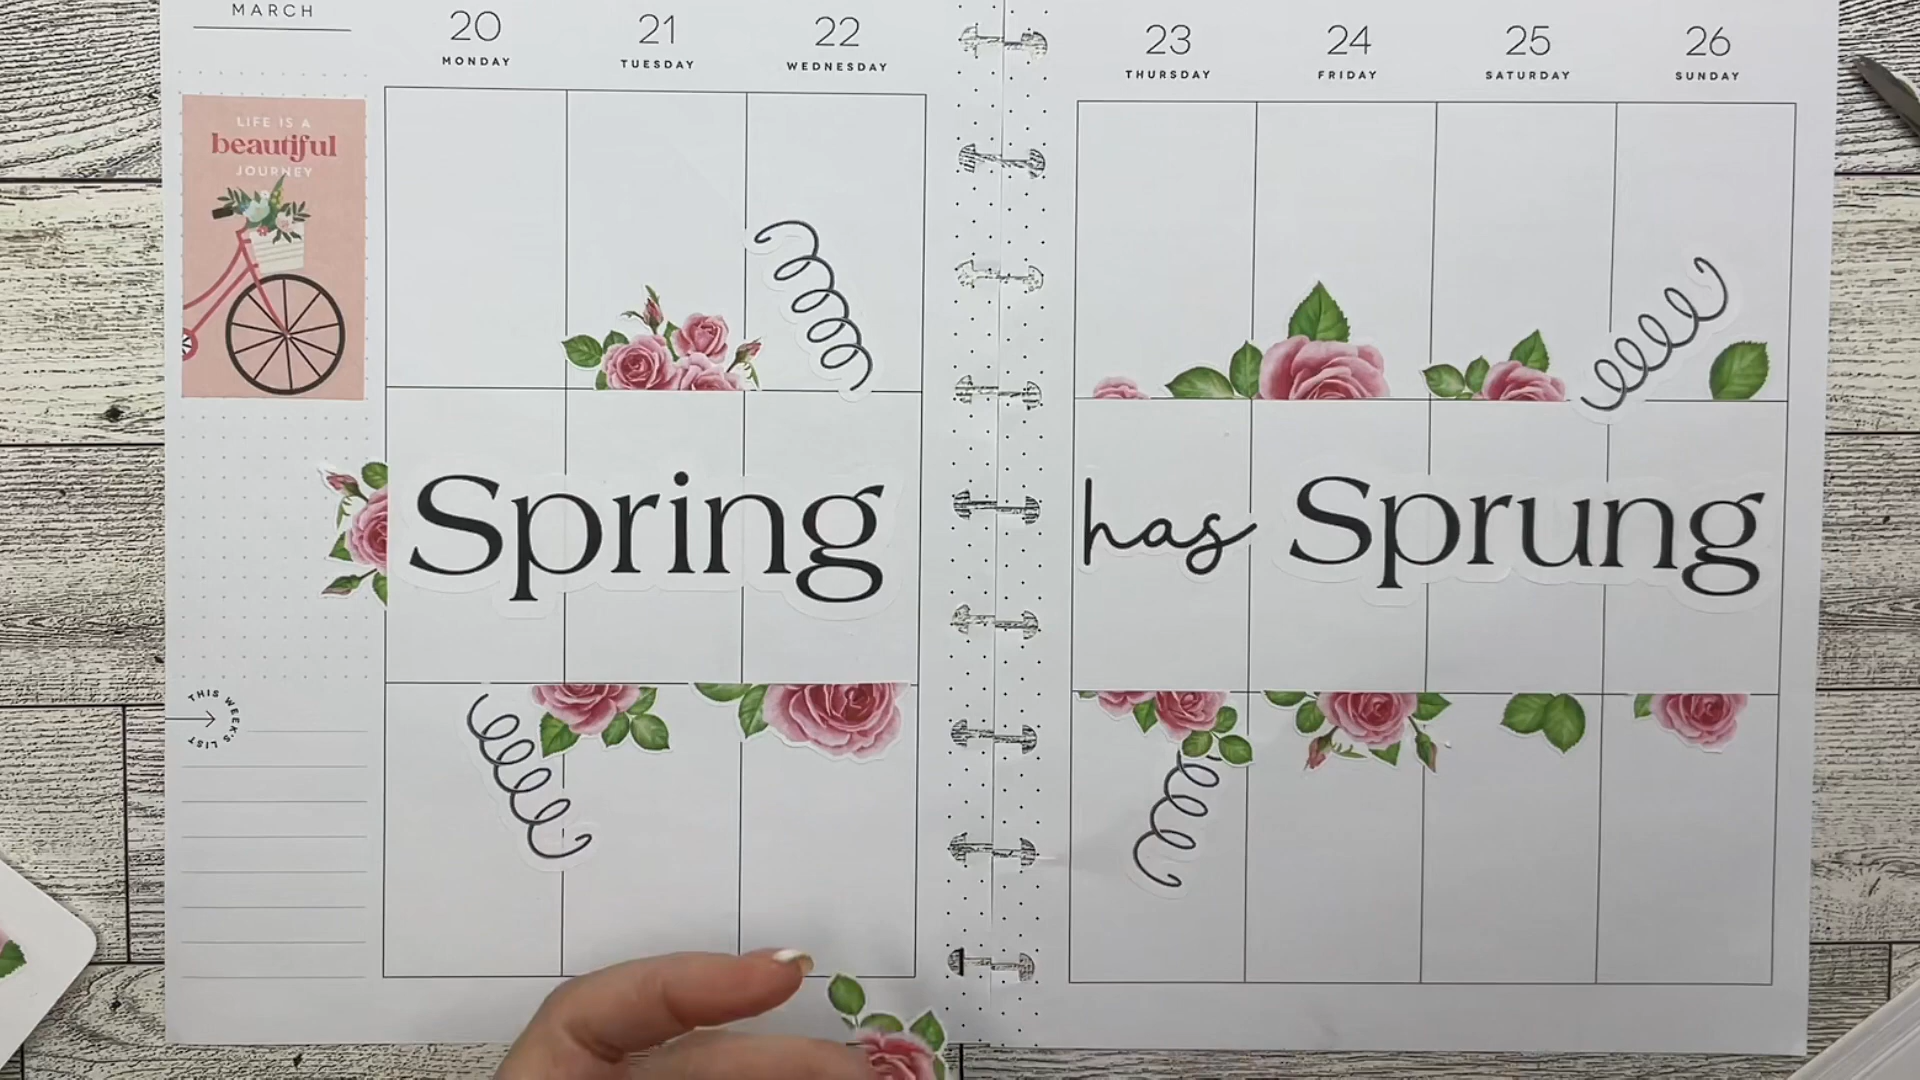 MARCH
20
MONDAY
21
TUESDAY
22
WEDNESDAY
23
THURSDAY
24
FRIDAY
25
SATURDAY
26
SUNDAY
LIFE IS A
beautiful
JOURNEY
Spring has Sprung
THIS WEEK'S LIST